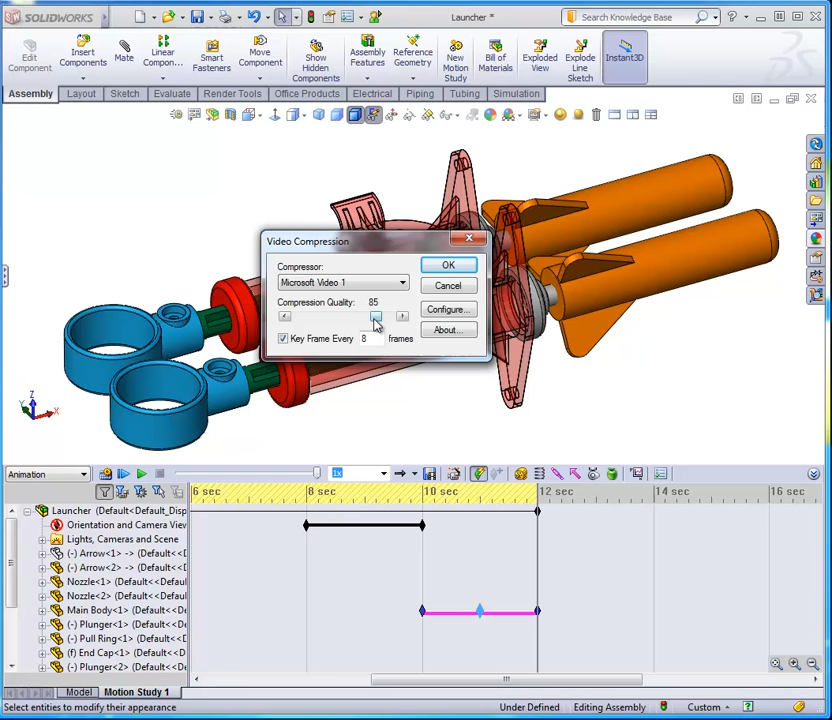 SOLIDWORKS
Launcher *
Search Knowledge Base
Edit
Component
Insert
Components
Mate
Linear
Compon...
Smart
Fasteners
Move
Component
Show
Hidden
Components
Assembly
Features
Reference
Geometry
New
Motion
Study
Bill of
Materials
Exploded
View
Explode
Line
Sketch
Instant3D
Assembly
Layout
Sketch
Evaluate
Render Tools
Office Products
Electrical
Piping
Tubing
Simulation
Video Compression
Compressor:
OK
Microsoft Video 1
Cancel
Compression Quality: 85
Configure...
Key Frame Every 8 frames
About...
Z
Y
X
Animation
1x
6 sec
8 sec
10 sec
12 sec
14 sec
16 sec
Launcher (Default<Default_Disp
Orientation and Camera View
Lights, Cameras and Scene
(-) Arrow<1> -> (Default<<De
(-) Arrow<2> -> (Default<<De
Nozzle<1> (Default<<Default
Nozzle<2> (Default<<Default
Main Body<1> (Default<<Def
(-) Plunger<1> (Default<<Def
(-) Pull Ring<1> (Default<<De
(f) End Cap<1> (Default<<Def
(-) Plunger<2> (Default<<Def
Model
Motion Study 1
Select entities to modify their appearance
Under Defined
Editing Assembly
Custom